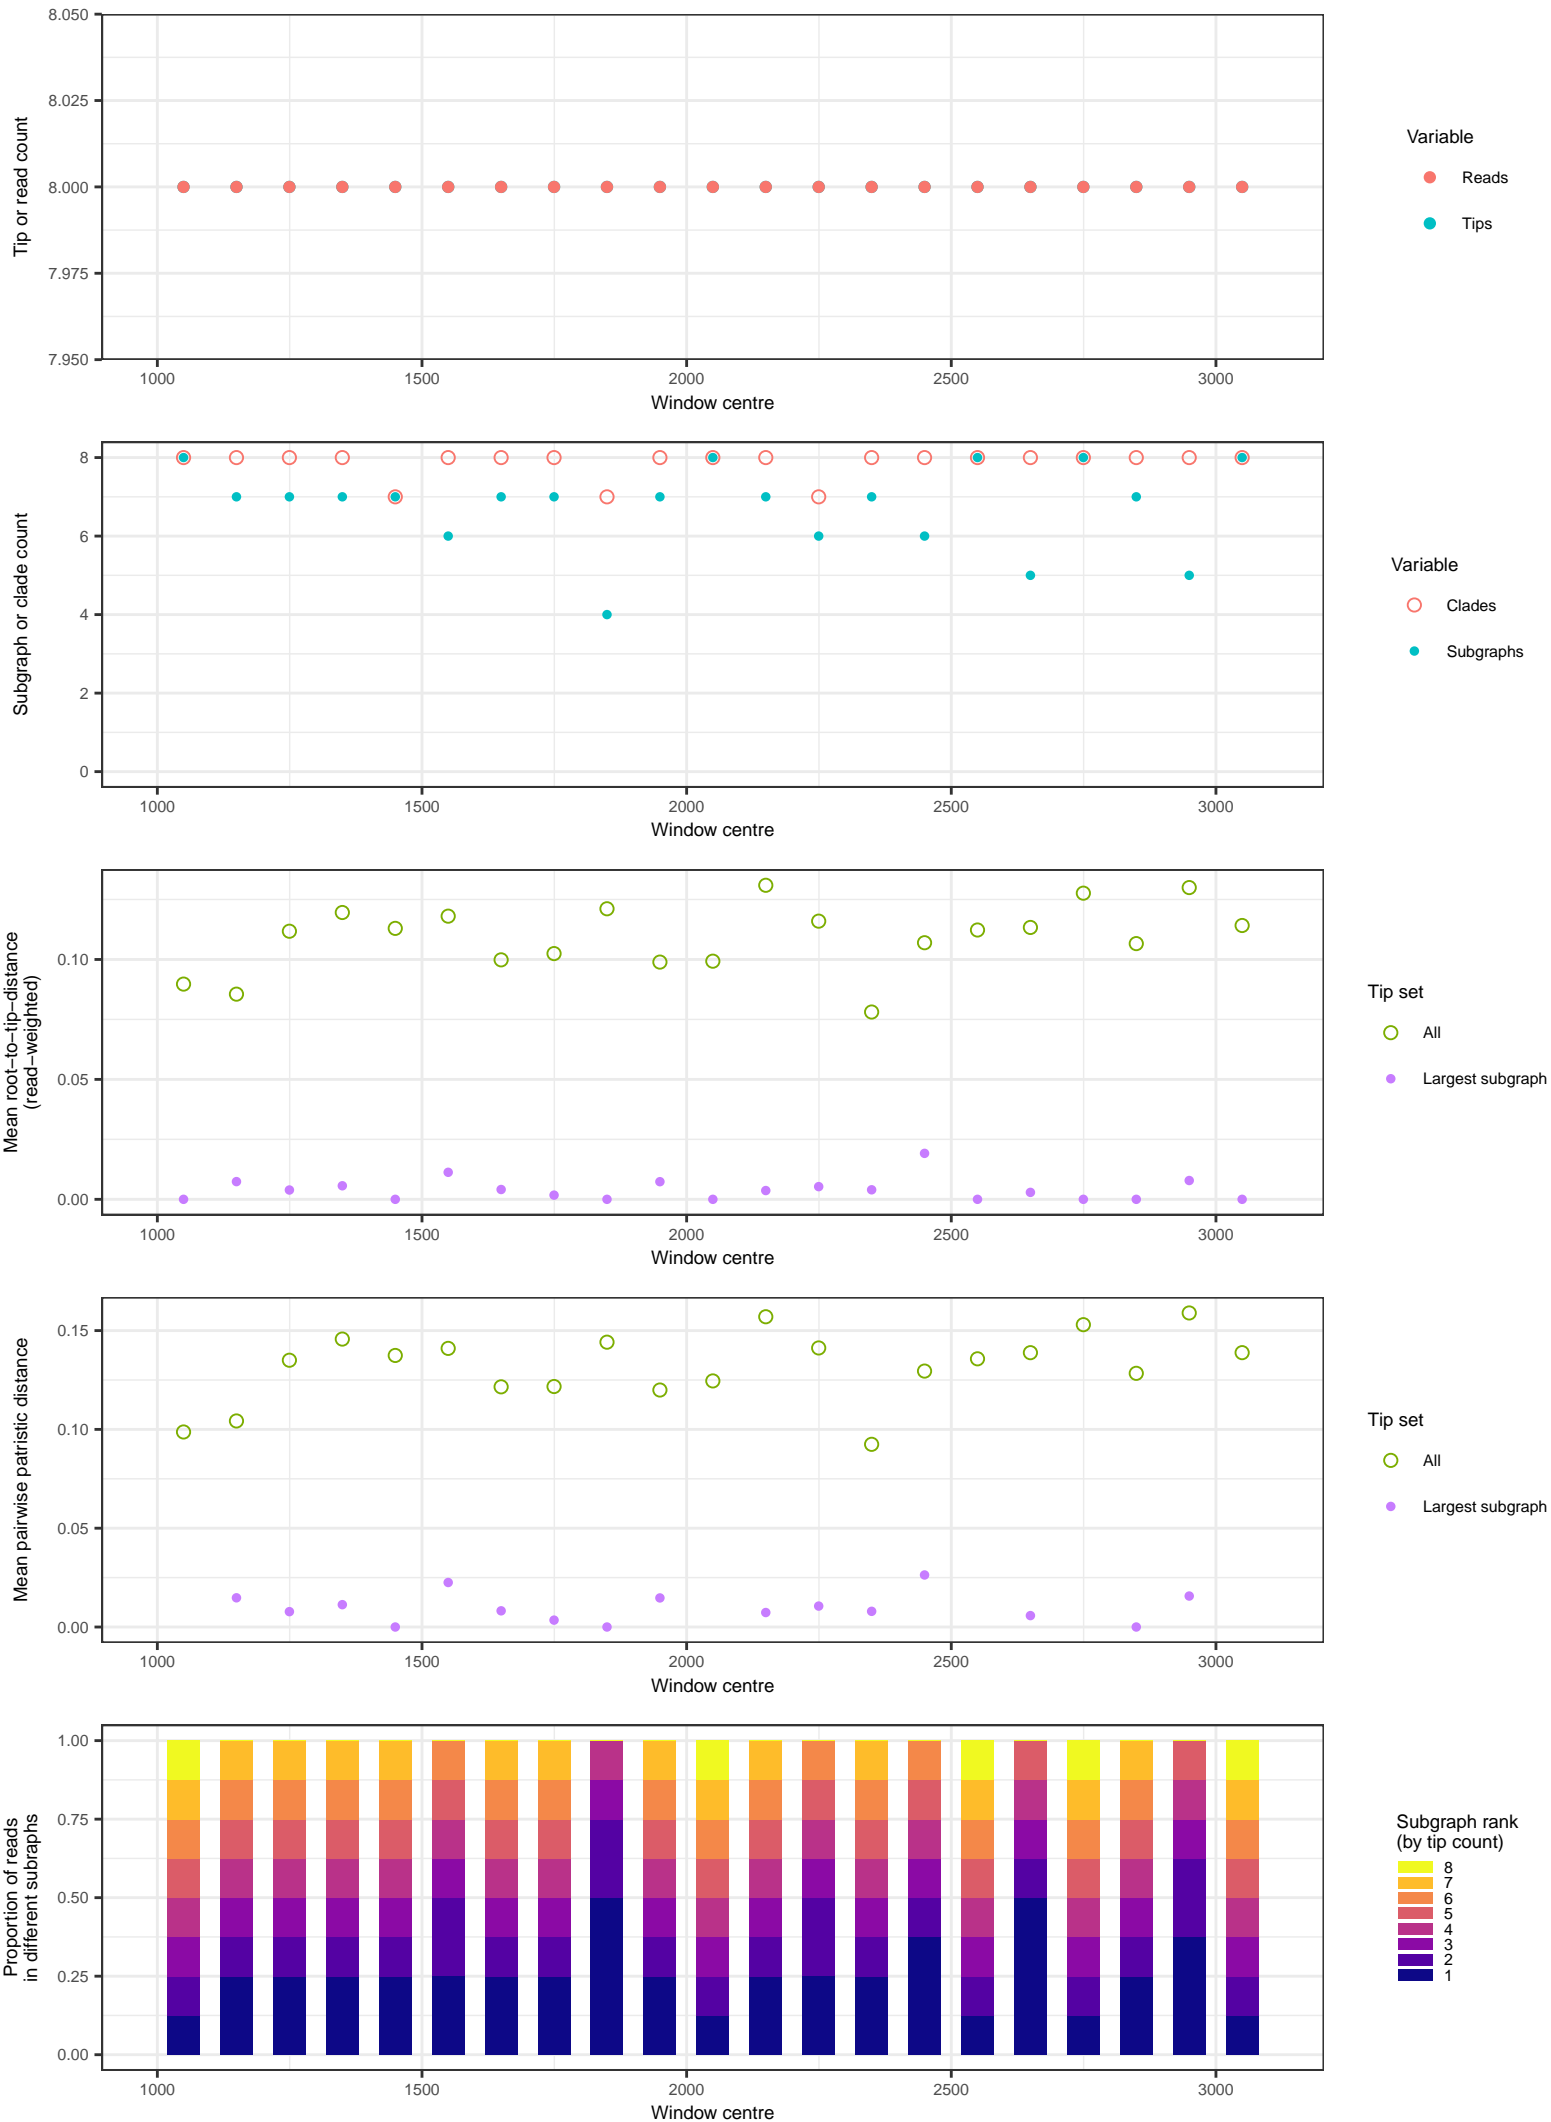 8.050
8.025
8.000
7.975
7.950
Tip or read count
1000 1500 2000 2500 3000
Window centre
Variable
Reads
Tips
8
6
4
2
0
Subgraph or clade count
1000 1500 2000 2500 3000
Window centre
Variable
Clades
Subgraphs
0.10
0.05
0.00
Mean root−to−tip−distance
(read−weighted)
1000 1500 2000 2500 3000
Window centre
Tip set
All
Largest subgraph
0.15
0.10
0.05
0.00
Mean pairwise patristic distance
1000 1500 2000 2500 3000
Window centre
Tip set
All
Largest subgraph
1.00
0.75
0.50
0.25
0.00
Proportion of reads
in different subraphs
1000 1500 2000 2500 3000
Window centre
Subgraph rank
(by tip count)
8
7
6
5
4
3
2
1